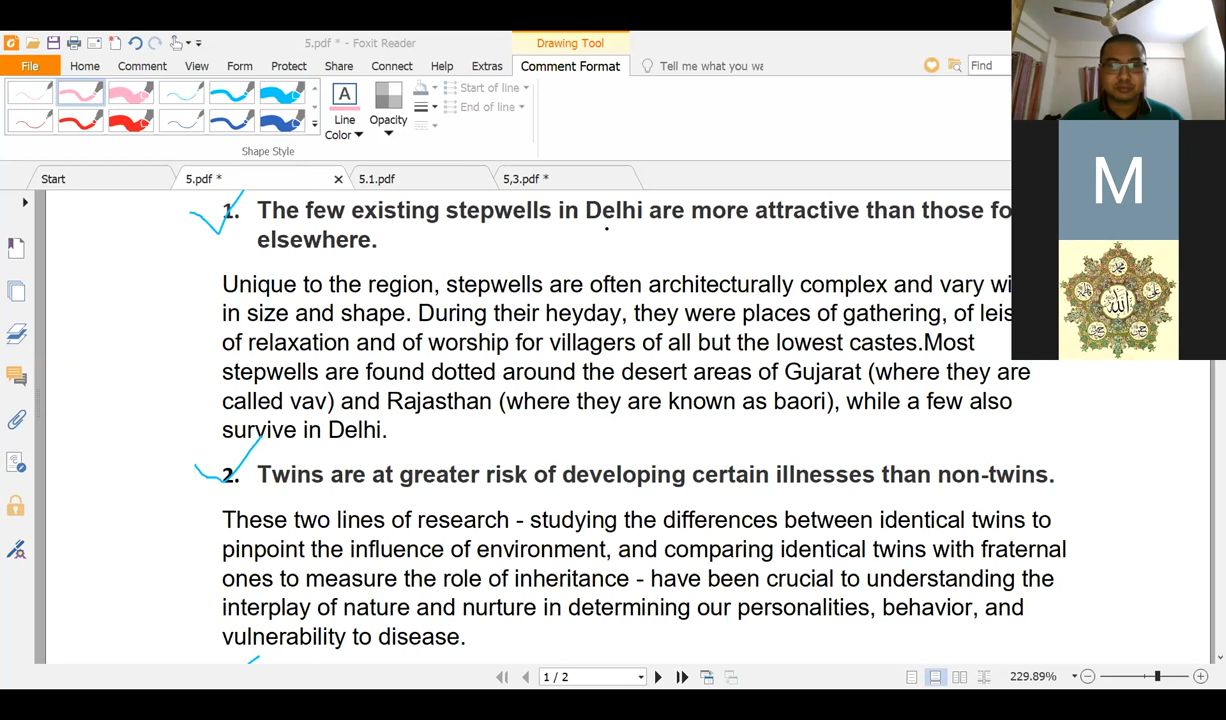 5.pdf * - Foxit Reader
Drawing Tool
File Home Comment View Form Protect Share Connect Help Extras Comment Format Tell me what you wa Find
Line Color
Opacity
Start of line
End of line
Shape Style
Start 5.pdf * 5.1.pdf 5,3.pdf *
1. The few existing stepwells in Delhi are more attractive than those fo
elsewhere.
Unique to the region, stepwells are often architecturally complex and vary wi
in size and shape. During their heyday, they were places of gathering, of leis
of relaxation and of worship for villagers of all but the lowest castes.Most
stepwells are found dotted around the desert areas of Gujarat (where they are
called vav) and Rajasthan (where they are known as baori), while a few also
survive in Delhi.
2. Twins are at greater risk of developing certain illnesses than non-twins.
These two lines of research - studying the differences between identical twins to
pinpoint the influence of environment, and comparing identical twins with fraternal
ones to measure the role of inheritance - have been crucial to understanding the
interplay of nature and nurture in determining our personalities, behavior, and
vulnerability to disease.
M
الله
1 / 2
229.89%